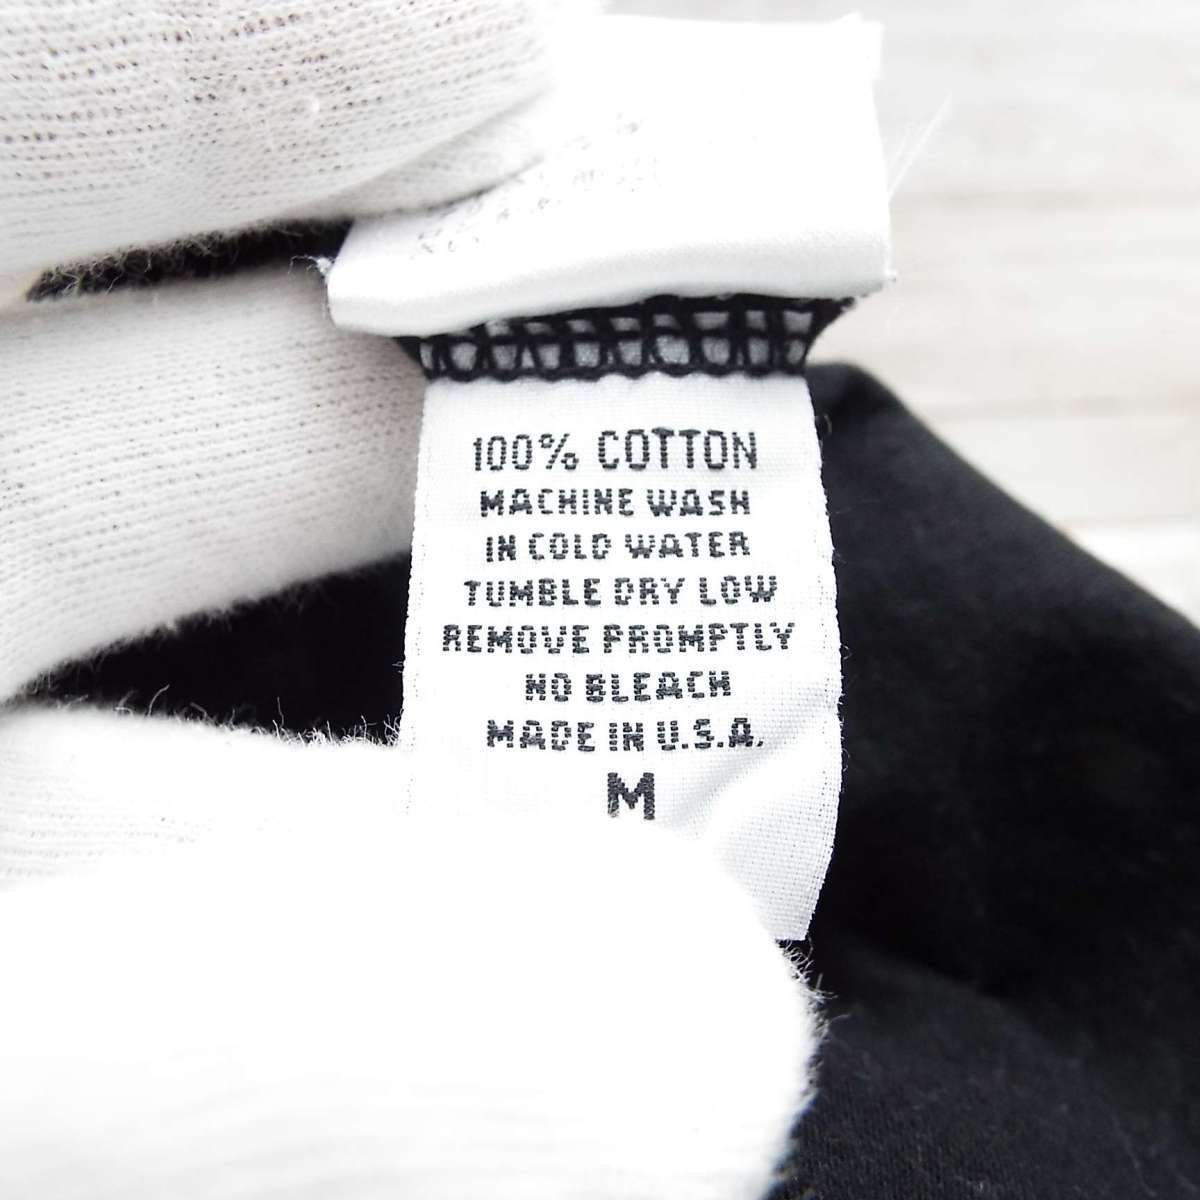 100% COTTON
MACHINE WASH
IN COLD WATER
TUMBLE DRY LOW
REMOVE PROMPTLY
NO BLEACH
MADE IN U.S.A.
M